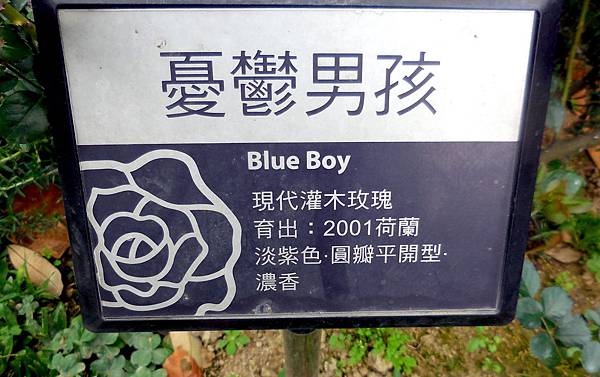 憂鬱男孩
Blue Boy
現代灌木玫瑰
育出：2001荷蘭
淡紫色·圓瓣平開型·
濃香